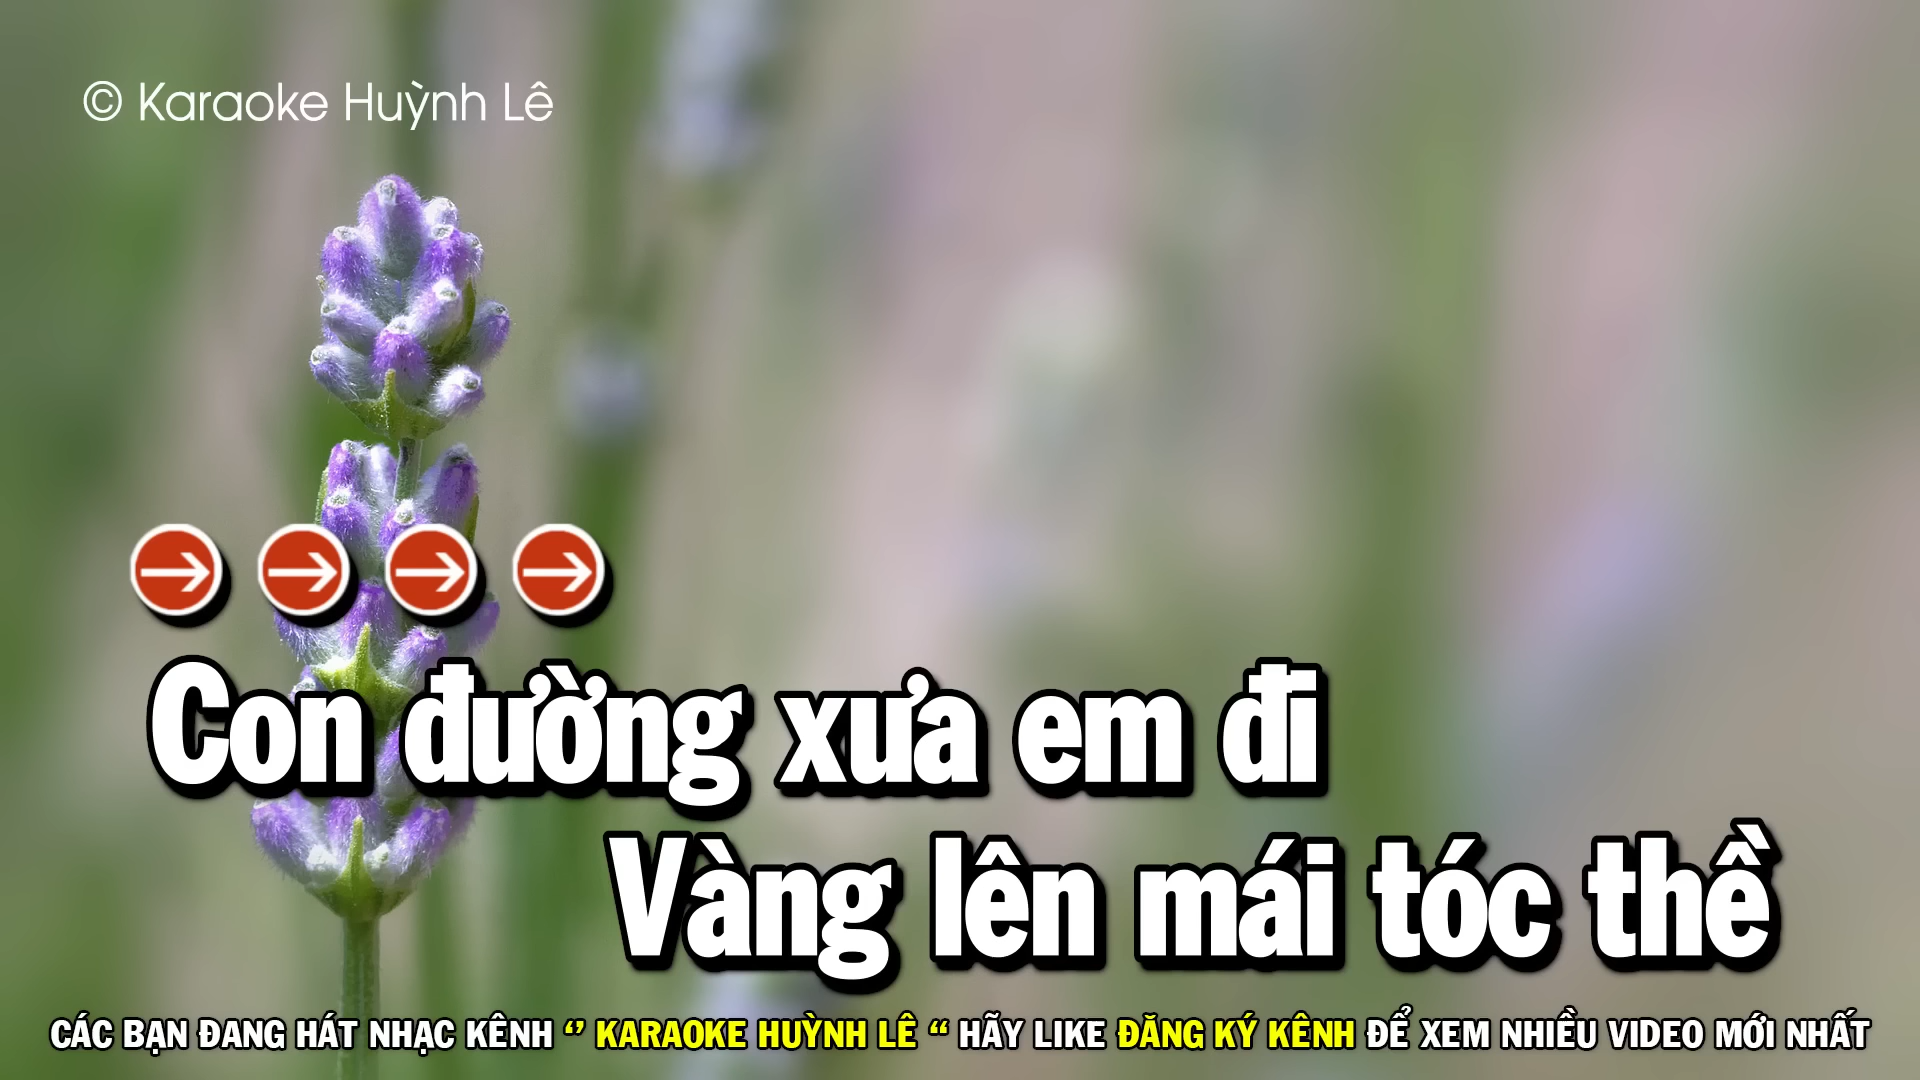 © Karaoke Huỳnh Lê
Con đường xưa em đi
Vàng lên mái tóc thề
CÁC BẠN ĐANG HÁT NHẠC KÊNH ‘’ KARAOKE HUỲNH LÊ “ HÃY LIKE ĐĂNG KÝ KÊNH ĐỂ XEM NHIỀU VIDEO MỚI NHẤT